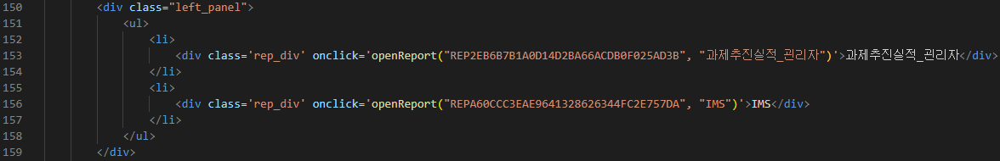 150 <div class="left_panel">
151 <ul>
152 <li>
153 <div class='rep_div' onclick='openReport("REP2EB6B7B1A0D14D2BA66ACDB0F025AD3B", "과제추진실적_관리자")'>과제추진실적_관리자</div>
154 </li>
155 <li>
156 <div class='rep_div' onclick='openReport("REPA60CCC3EAE9641328626344FC2E757DA", "IMS")'>IMS</div>
157 </li>
158 </ul>
159 </div>